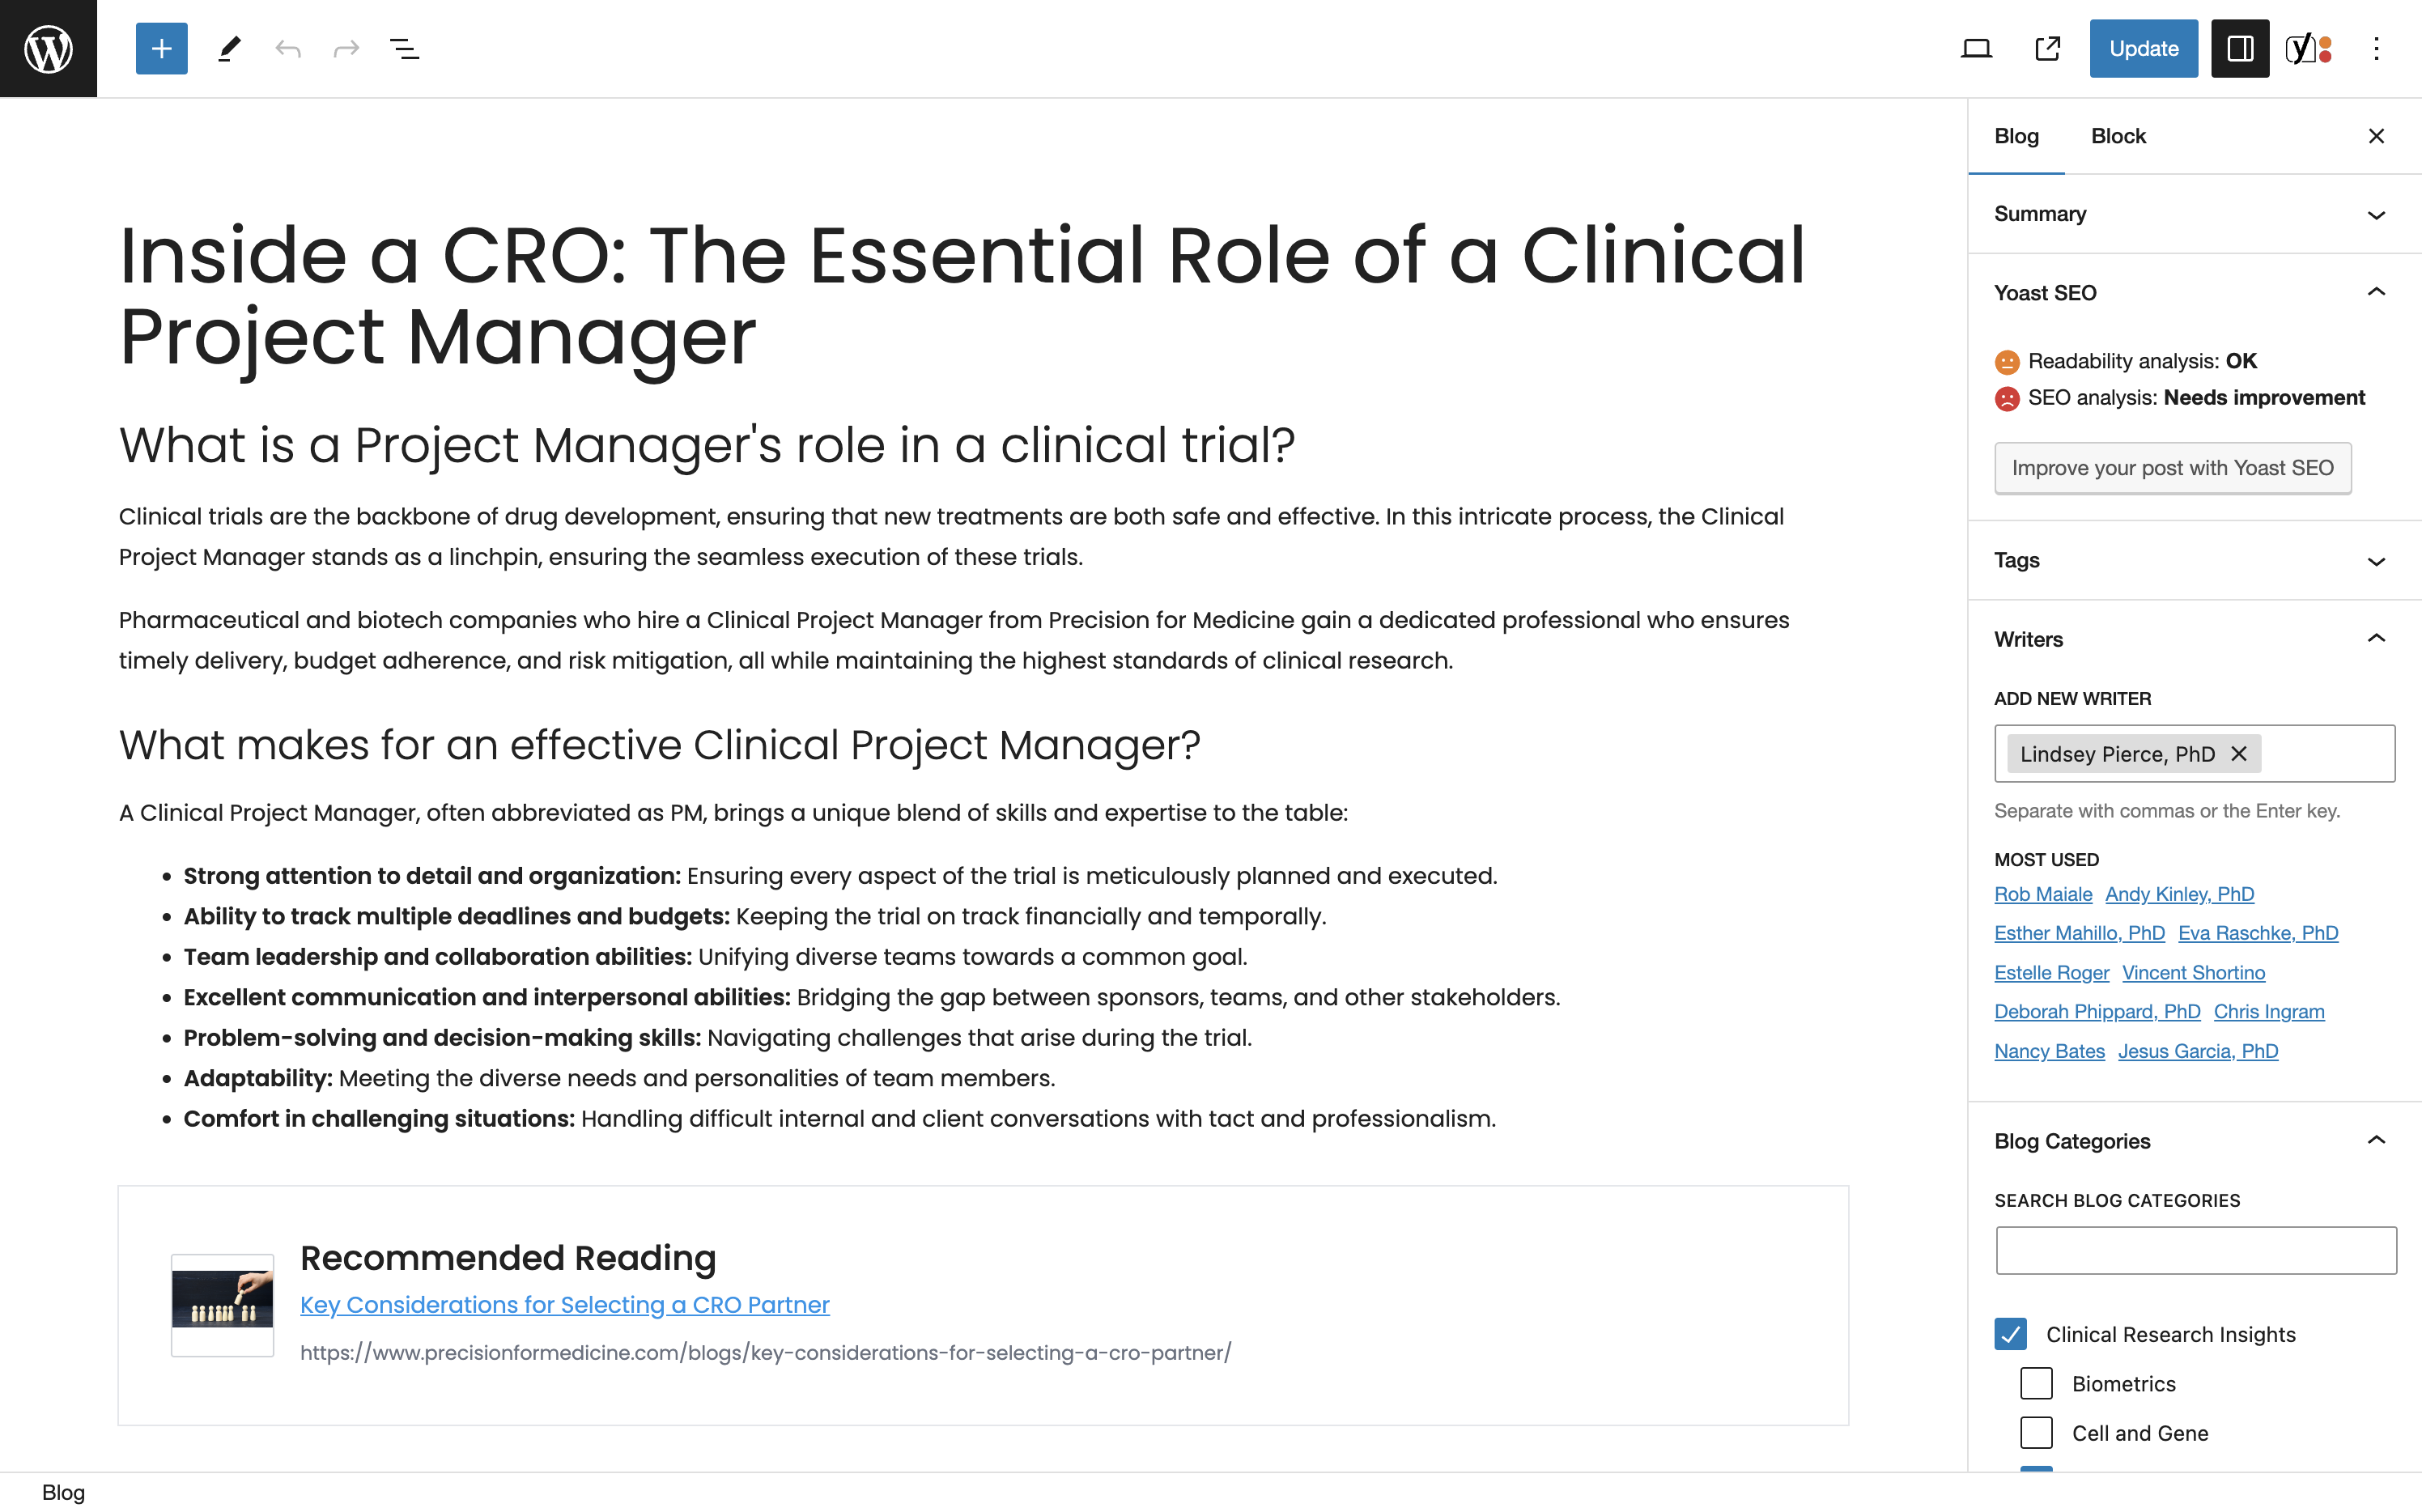 Update
Blog
Block
Inside a CRO: The Essential Role of a Clinical
Project Manager
What is a Project Manager's role in a clinical trial?
Clinical trials are the backbone of drug development, ensuring that new treatments are both safe and effective. In this intricate process, the Clinical
Project Manager stands as a linchpin, ensuring the seamless execution of these trials.
Pharmaceutical and biotech companies who hire a Clinical Project Manager from Precision for Medicine gain a dedicated professional who ensures
timely delivery, budget adherence, and risk mitigation, all while maintaining the highest standards of clinical research.
What makes for an effective Clinical Project Manager?
A Clinical Project Manager, often abbreviated as PM, brings a unique blend of skills and expertise to the table:
• Strong attention to detail and organization: Ensuring every aspect of the trial is meticulously planned and executed.
• Ability to track multiple deadlines and budgets: Keeping the trial on track financially and temporally.
• Team leadership and collaboration abilities: Unifying diverse teams towards a common goal.
• Excellent communication and interpersonal abilities: Bridging the gap between sponsors, teams, and other stakeholders.
• Problem-solving and decision-making skills: Navigating challenges that arise during the trial.
• Adaptability: Meeting the diverse needs and personalities of team members.
• Comfort in challenging situations: Handling difficult internal and client conversations with tact and professionalism.
Recommended Reading
Key Considerations for Selecting a CRO Partner
https://www.precisionformedicine.com/blogs/key-considerations-for-selecting-a-cro-partner/
Summary
Yoast SEO
Readability analysis: OK
SEO analysis: Needs improvement
Improve your post with Yoast SEO
Tags
Writers
ADD NEW WRITER
Lindsey Pierce, PhD
Separate with commas or the Enter key.
MOST USED
Rob Maiale Andy Kinley, PhD
Esther Mahillo, PhD Eva Raschke, PhD
Estelle Roger Vincent Shortino
Deborah Phippard, PhD Chris Ingram
Nancy Bates Jesus Garcia, PhD
Blog Categories
SEARCH BLOG CATEGORIES
Clinical Research Insights
Biometrics
Cell and Gene
Blog